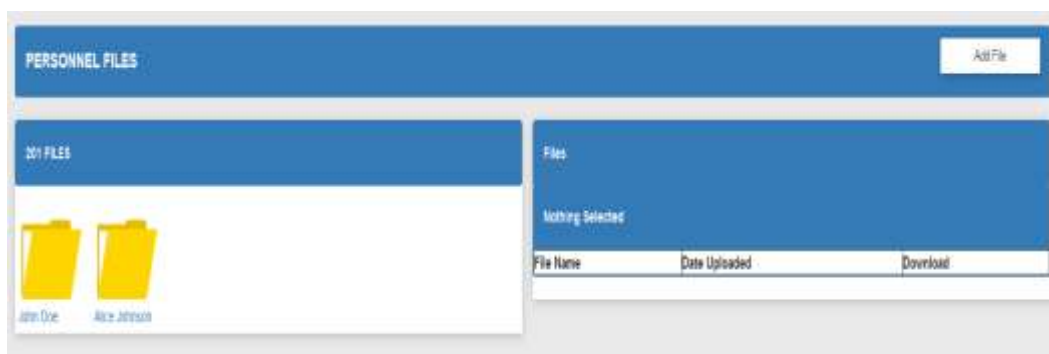 PERSONNEL FILES
Add File
201 FILES
John Doe
Alice Johnson
Files
Nothing Selected
File Name Date Uploaded Download